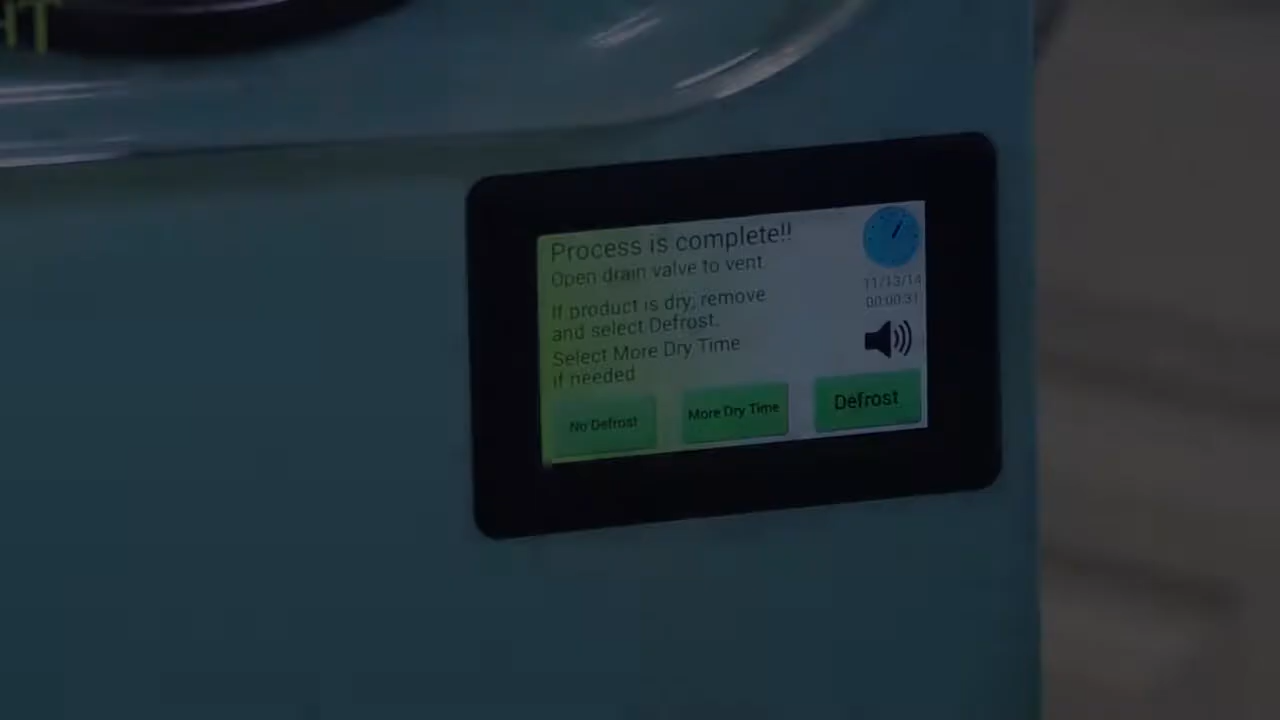 HT
Process is complete!!
Open drain valve to vent.
If product is dry, remove
and select Defrost.
Select More Dry Time
if needed
11/13/14
00:00:31
No Defrost
More Dry Time
Defrost